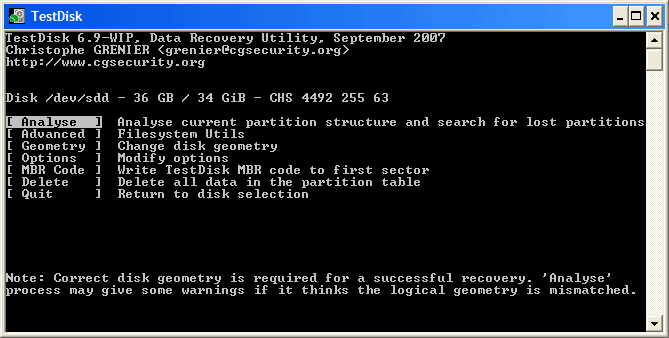 TestDisk
TestDisk 6.9-WIP, Data Recovery Utility, September 2007
Christophe GRENIER <grenier@cgsecurity.org>
http://www.cgsecurity.org
Disk /dev/sdd - 36 GB / 34 GiB - CHS 4492 255 63
[ Analyse  ]  Analyse current partition structure and search for lost partitions
[ Advanced ]  Filesystem Utils
[ Geometry ]  Change disk geometry
[ Options  ]  Modify options
[ MBR Code ]  Write TestDisk MBR code to first sector
[ Delete   ]  Delete all data in the partition table
[ Quit     ]  Return to disk selection
Note: Correct disk geometry is required for a successful recovery. 'Analyse'
process may give some warnings if it thinks the logical geometry is mismatched.